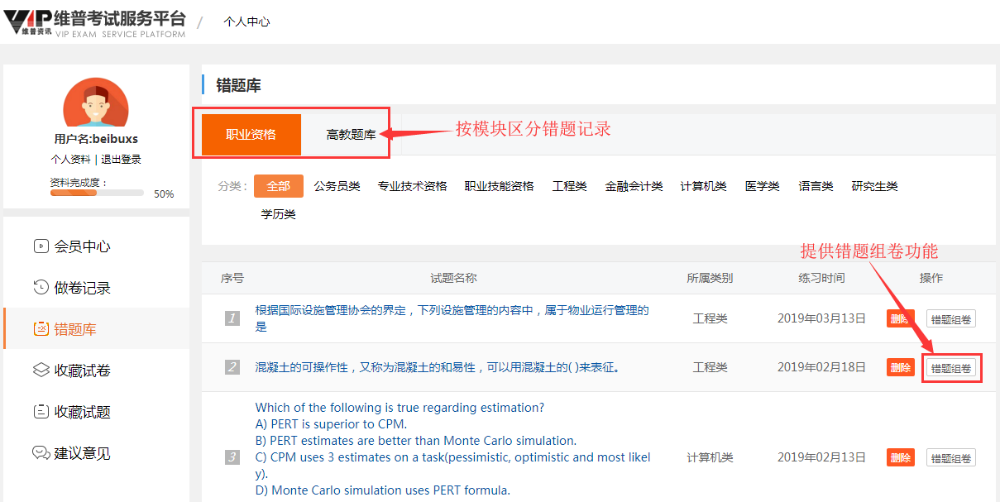 VIP 维普考试服务平台 / 个人中心
维普资讯 VIP EXAM SERVICE PLATFORM
用户名:beibuxs
个人资料 | 退出登录
资料完成度：
50%
会员中心
做卷记录
错题库
收藏试卷
收藏试题
建议意见
错题库
职业资格 高教题库 按模块区分错题记录
分类： 全部 公务员类 专业技术资格 职业技能资格 工程类 金融会计类 计算机类 医学类 语言类 研究生类
学历类
提供错题组卷功能
序号 试题名称 所属类别 练习时间 操作
1 根据国际设施管理协会的界定，下列设施管理的内容中，属于物业运行管理的
是
工程类 2019年03月13日 删除 错题组卷
2 混凝土的可操作性，又称为混凝土的和易性，可以用混凝土的( )来表征。 工程类 2019年02月18日 删除 错题组卷
Which of the following is true regarding estimation?
A) PERT is superior to CPM.
B) PERT estimates are better than Monte Carlo simulation.
3 C) CPM uses 3 estimates on a task(pessimistic, optimistic and most likel 计算机类 2019年02月13日 删除 错题组卷
y).
D) Monte Carlo simulation uses PERT formula.